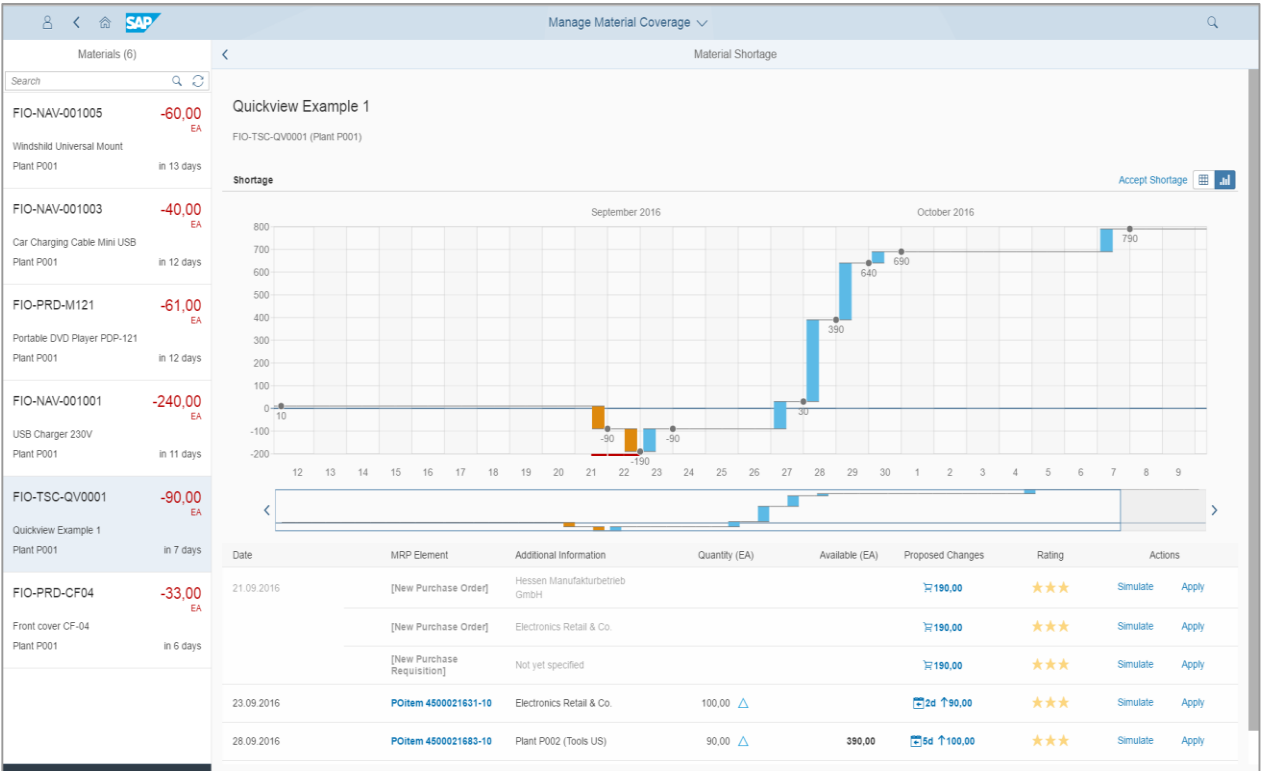 SAP
Manage Material Coverage
Materials (6)
Search
FIO-NAV-001005 -60,00
EA
Windshild Universal Mount
Plant P001 in 13 days
FIO-NAV-001003 -40,00
EA
Car Charging Cable Mini USB
Plant P001 in 12 days
FIO-PRD-M121 -61,00
EA
Portable DVD Player PDP-121
Plant P001 in 12 days
FIO-NAV-001001 -240,00
EA
USB Charger 230V
Plant P001 in 11 days
FIO-TSC-QV0001 -90,00
EA
Quickview Example 1
Plant P001 in 7 days
FIO-PRD-CF04 -33,00
EA
Front cover CF-04
Plant P001 in 6 days
Material Shortage
Quickview Example 1
FIO-TSC-QV0001 (Plant P001)
Shortage Accept Shortage
September 2016 October 2016
800
700
600
500
400
300
200
100
0
-100
-200
10
-90
-190
-90
30
390
640
690
790
12 13 14 15 16 17 18 19 20 21 22 23 24 25 26 27 28 29 30 1 2 3 4 5 6 7 8 9
Date MRP Element Additional Information Quantity (EA) Available (EA) Proposed Changes Rating Actions
21.09.2016 [New Purchase Order] Hessen Manufakturbetrieb 190,00 Simulate Apply
GmbH
[New Purchase Order] Electronics Retail & Co. 190,00 Simulate Apply
[New Purchase Not yet specified 190,00 Simulate Apply
Requisition]
23.09.2016 POitem 4500021631-10 Electronics Retail & Co. 100,00 2d 90,00 Simulate Apply
28.09.2016 POitem 4500021683-10 Plant P002 (Tools US) 90,00 390,00 5d 100,00 Simulate Apply